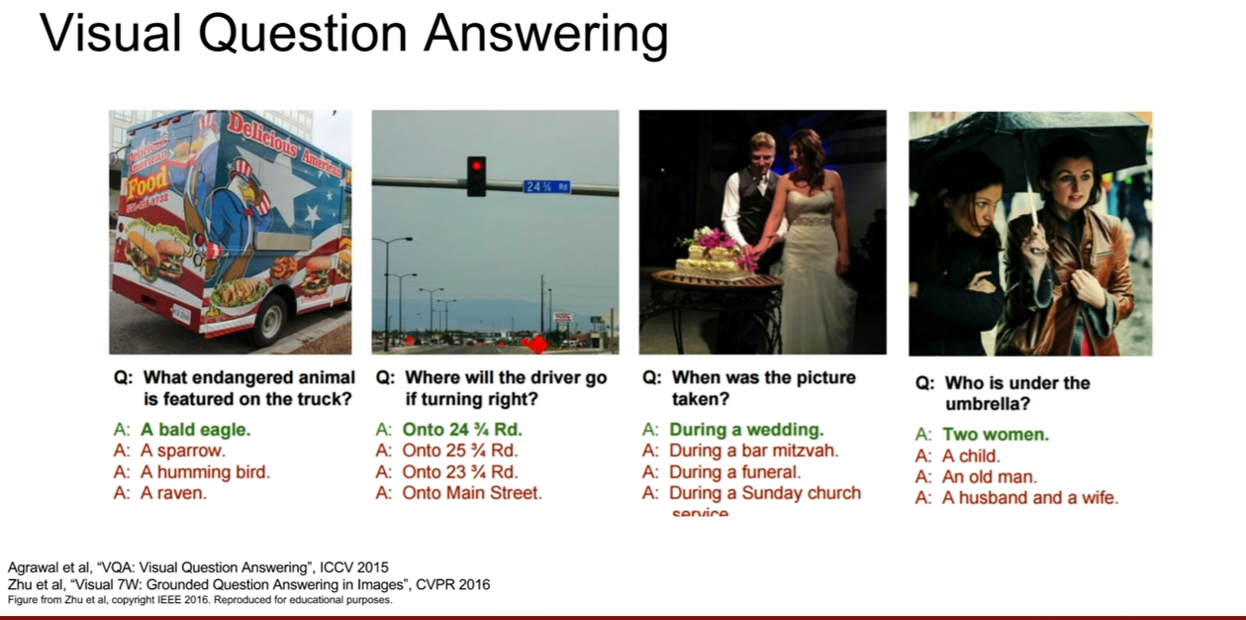 Visual Question Answering
Delicious American
Delicious
American
Food
24 ¾ Rd
Q: What endangered animal
is featured on the truck?
A: A bald eagle.
A: A sparrow.
A: A humming bird.
A: A raven.
Q: Where will the driver go
if turning right?
A: Onto 24 ¾ Rd.
A: Onto 25 ¾ Rd.
A: Onto 23 ¾ Rd.
A: Onto Main Street.
Q: When was the picture
taken?
A: During a wedding.
A: During a bar mitzvah.
A: During a funeral.
A: During a Sunday church
service
Q: Who is under the
umbrella?
A: Two women.
A: A child.
A: An old man.
A: A husband and a wife.
Agrawal et al, “VQA: Visual Question Answering”, ICCV 2015
Zhu et al, “Visual 7W: Grounded Question Answering in Images”, CVPR 2016
Figure from Zhu et al, copyright IEEE 2016. Reproduced for educational purposes.